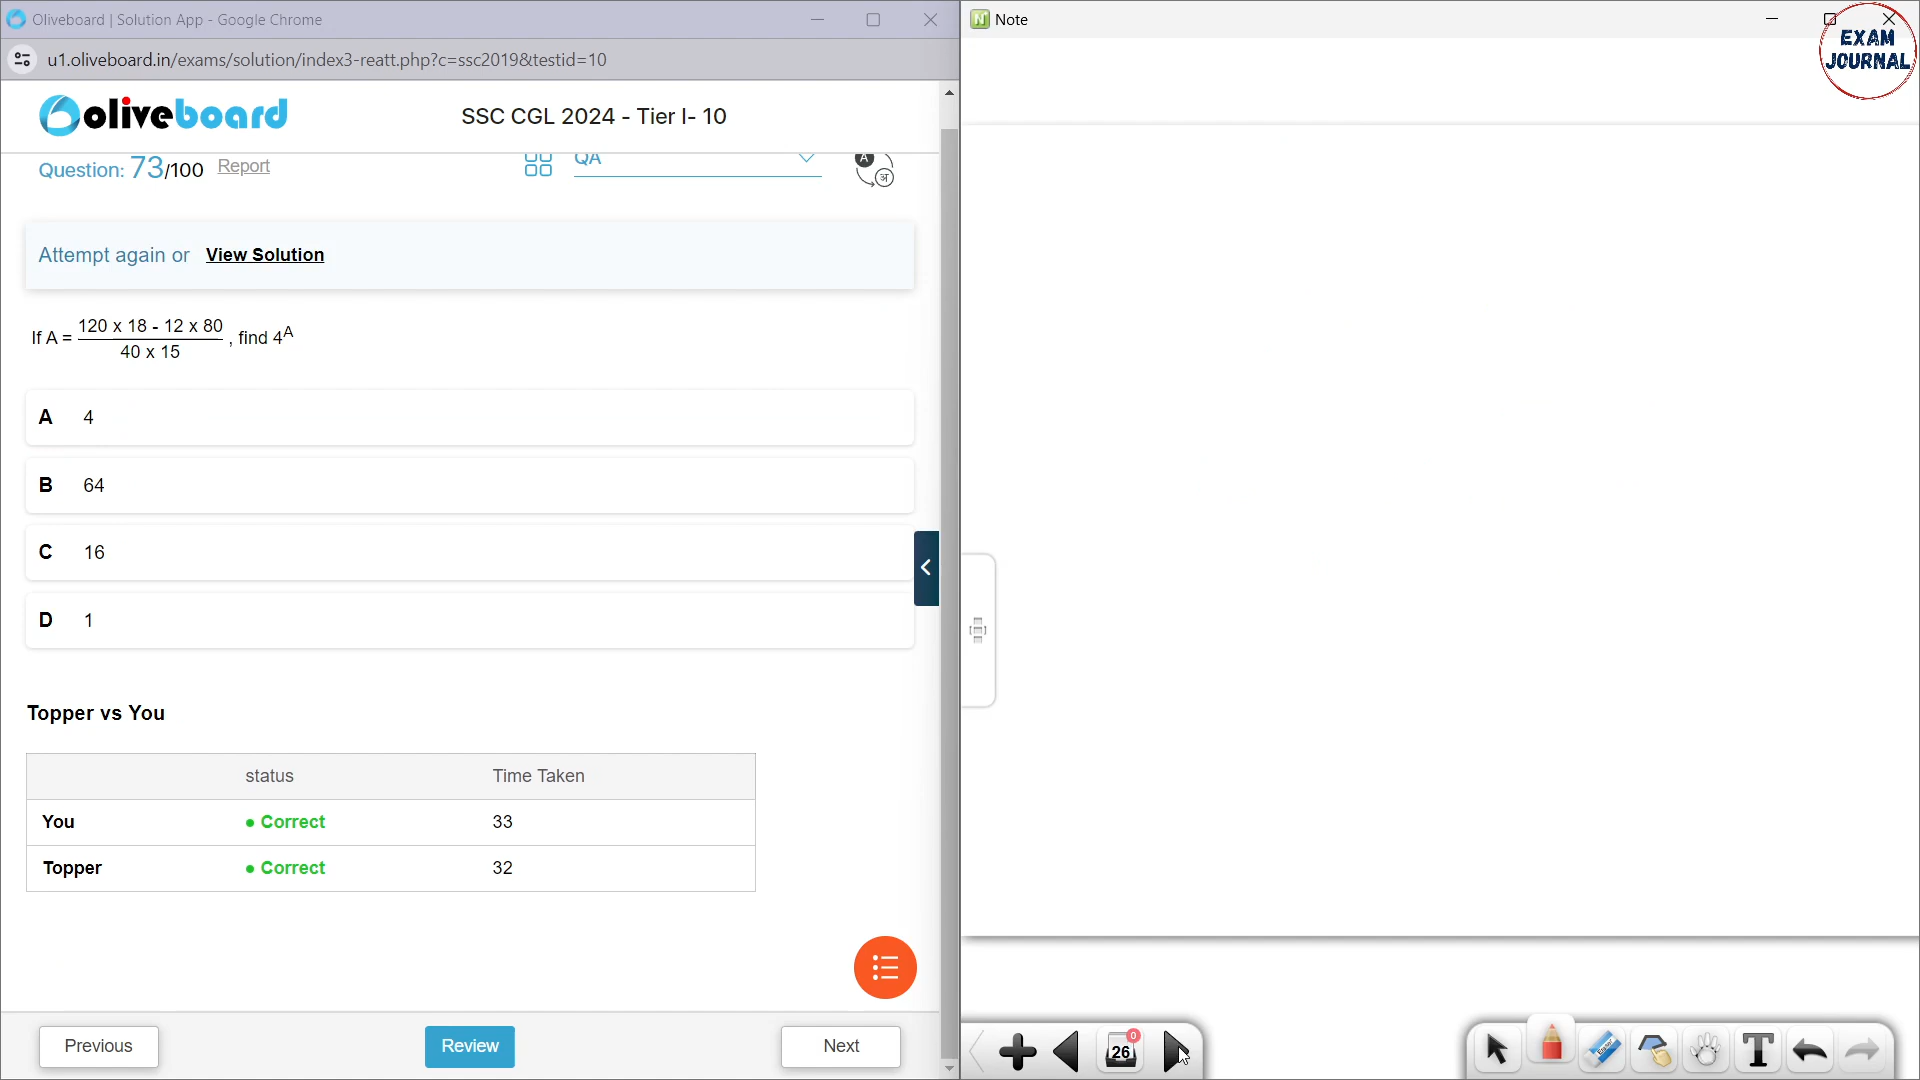 Oliveboard | Solution App - Google Chrome
u1.oliveboard.in/exams/solution/index3-reatt.php?c=ssc2019&testid=10
oliveboard
SSC CGL 2024 - Tier I- 10
Question: 73/100 Report
QA
A
अ
Attempt again or View Solution
If A = (120 x 18 - 12 x 80) / (40 x 15) , find 4^A
A 4
B 64
C 16
D 1
Topper vs You
status Time Taken
You Correct 33
Topper Correct 32
Previous Review Next
N Note
EXAM
JOURNAL
26
0
T